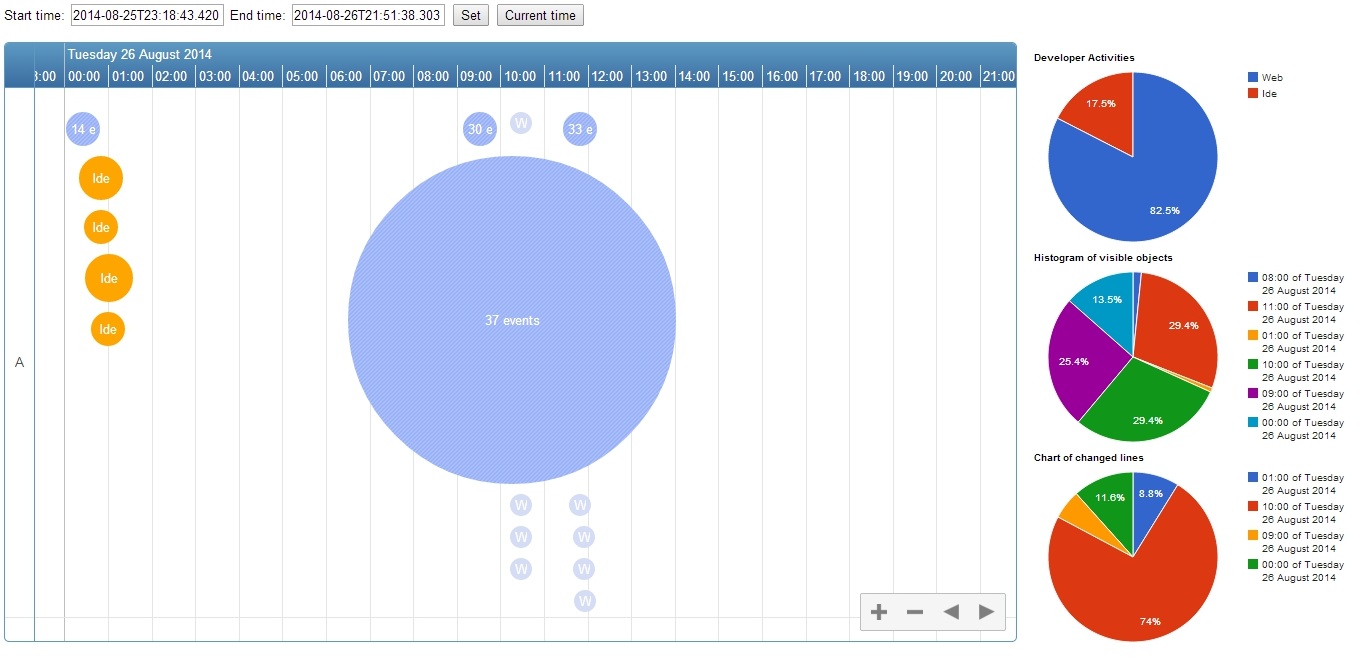 Start time: 2014-08-25T23:18:43.420 End time: 2014-08-26T21:51:38.303 Set Current time
Tuesday 26 August 2014
3:00 00:00 01:00 02:00 03:00 04:00 05:00 06:00 07:00 08:00 09:00 10:00 11:00 12:00 13:00 14:00 15:00 16:00 17:00 18:00 19:00 20:00 21:00
14 e
30 e
W
33 e
Ide
Ide
Ide
Ide
37 events
A
W W
W W
W W
W
Developer Activities
17.5%
82.5%
Web
Ide
Histogram of visible objects
13.5%
29.4%
25.4%
29.4%
08:00 of Tuesday
26 August 2014
11:00 of Tuesday
26 August 2014
01:00 of Tuesday
26 August 2014
10:00 of Tuesday
26 August 2014
09:00 of Tuesday
26 August 2014
00:00 of Tuesday
26 August 2014
Chart of changed lines
11.6%
8.8%
74%
01:00 of Tuesday
26 August 2014
10:00 of Tuesday
26 August 2014
09:00 of Tuesday
26 August 2014
00:00 of Tuesday
26 August 2014